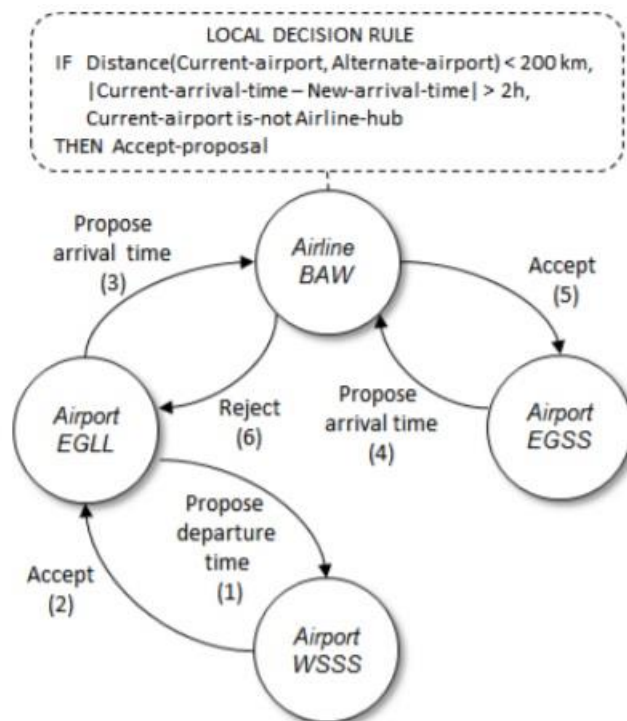 LOCAL DECISION RULE
IF Distance(Current-airport, Alternate-airport) < 200 km,
|Current-arrival-time – New-arrival-time| > 2h,
Current-airport is-not Airline-hub
THEN Accept-proposal
Propose
arrival time
(3)
Airline
BAW
Accept
(5)
Airport
EGLL
Reject
(6)
Propose
arrival time
(4)
Airport
EGSS
Propose
departure
time
(1)
Accept
(2)
Airport
WSSS